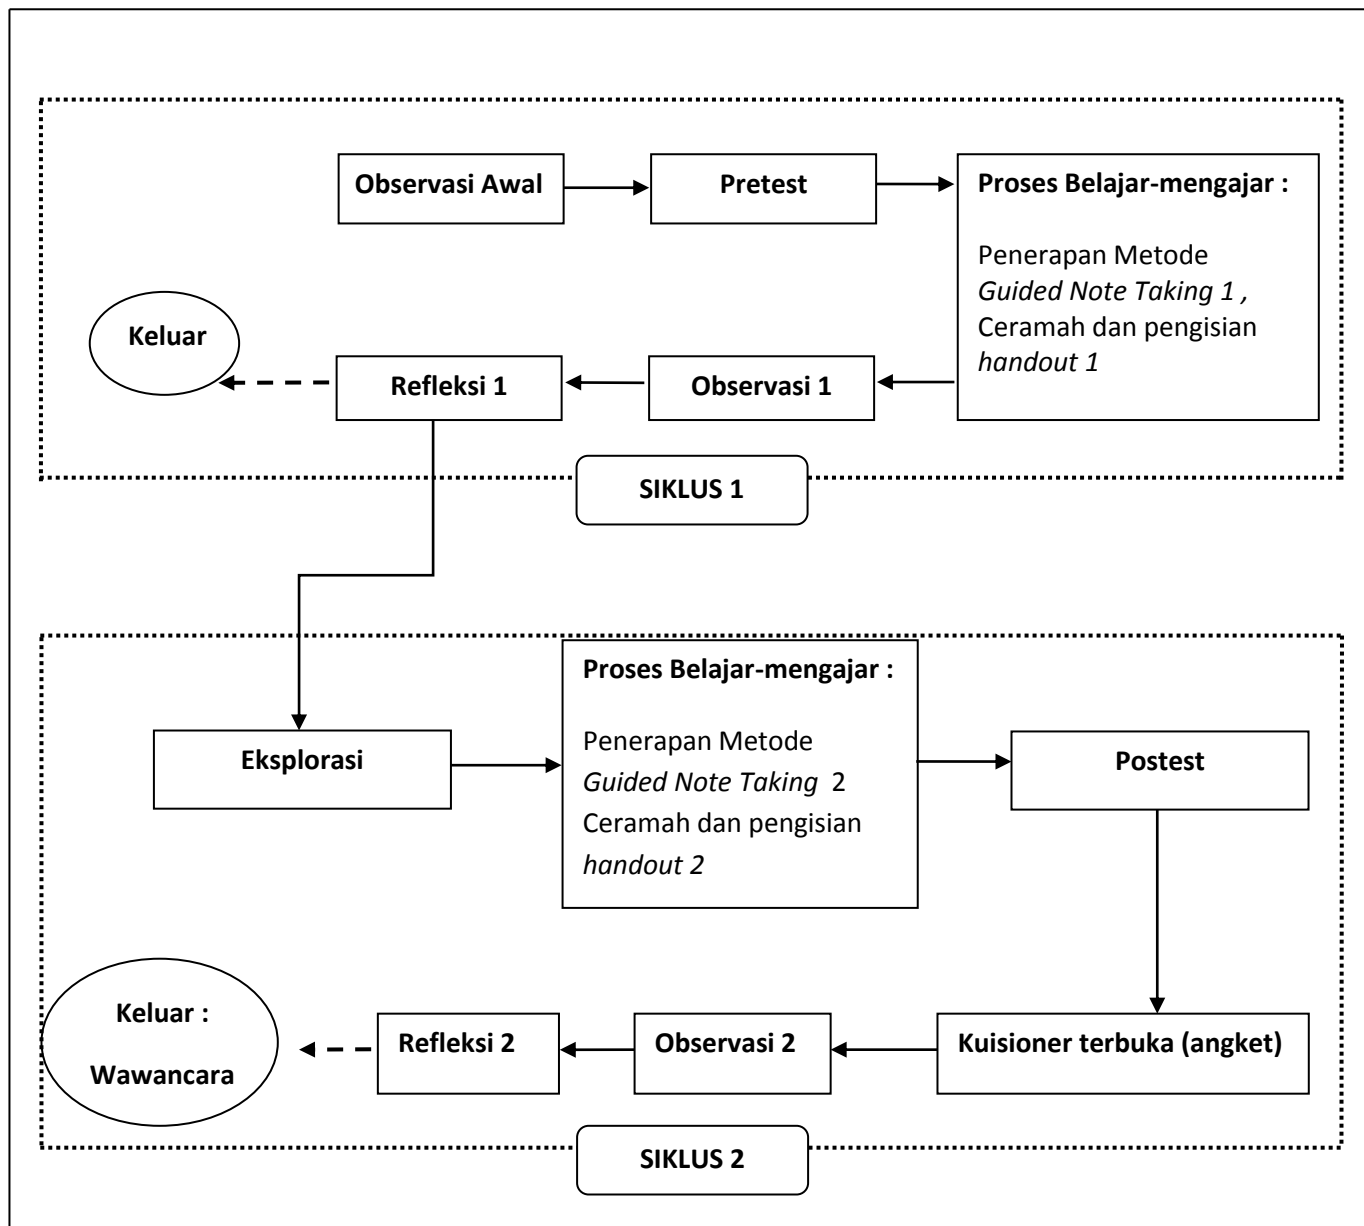 Observasi Awal
Pretest
Proses Belajar-mengajar :
Penerapan Metode
Guided Note Taking 1 ,
Ceramah dan pengisian
handout 1
Keluar
Refleksi 1
Observasi 1
SIKLUS 1
Eksplorasi
Proses Belajar-mengajar :
Penerapan Metode
Guided Note Taking 2
Ceramah dan pengisian
handout 2
Postest
Keluar :
Wawancara
Refleksi 2
Observasi 2
Kuisioner terbuka (angket)
SIKLUS 2